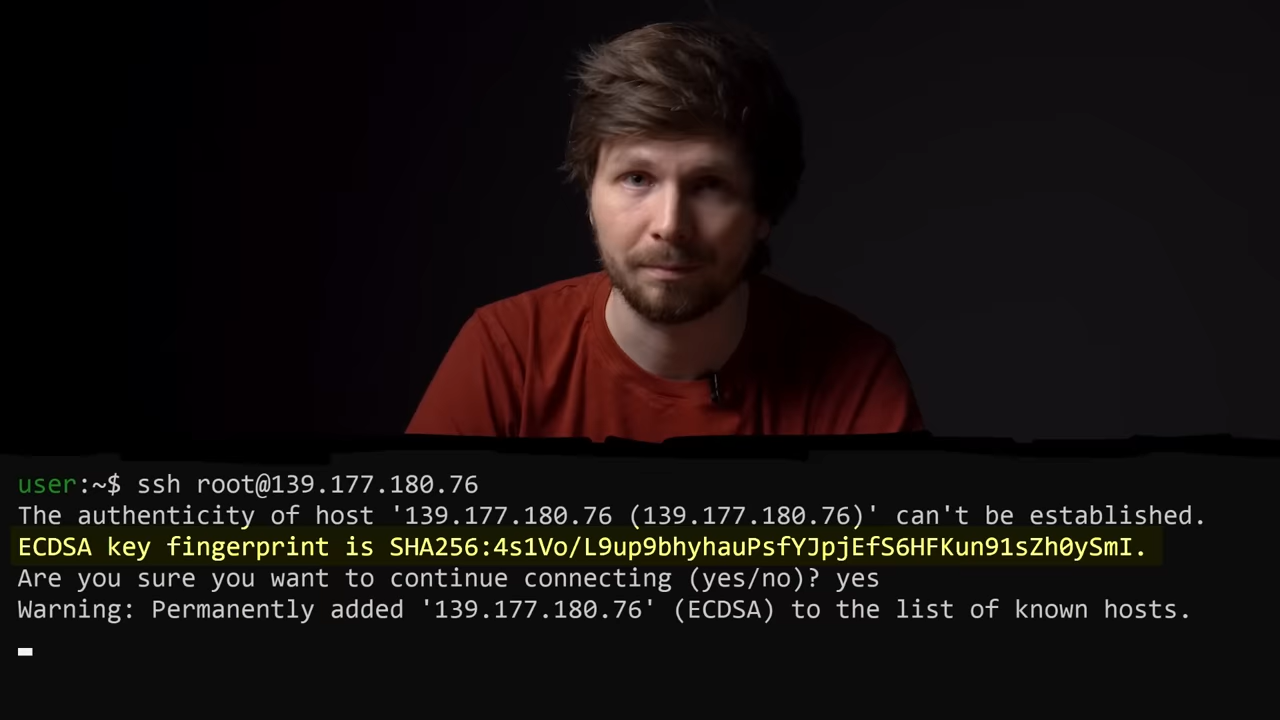 user:~$ ssh root@139.177.180.76
The authenticity of host '139.177.180.76 (139.177.180.76)' can't be established.
ECDSA key fingerprint is SHA256:4s1Vo/L9up9bhyhauPsfYJpjEfS6HFKun91sZh0ySmI.
Are you sure you want to continue connecting (yes/no)? yes
Warning: Permanently added '139.177.180.76' (ECDSA) to the list of known hosts.